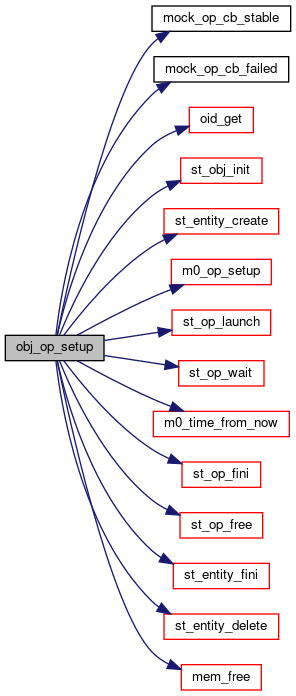 mock_op_cb_stable
mock_op_cb_failed
oid_get
st_obj_init
st_entity_create
m0_op_setup
st_op_launch
obj_op_setup
st_op_wait
m0_time_from_now
st_op_fini
st_op_free
st_entity_fini
st_entity_delete
mem_free